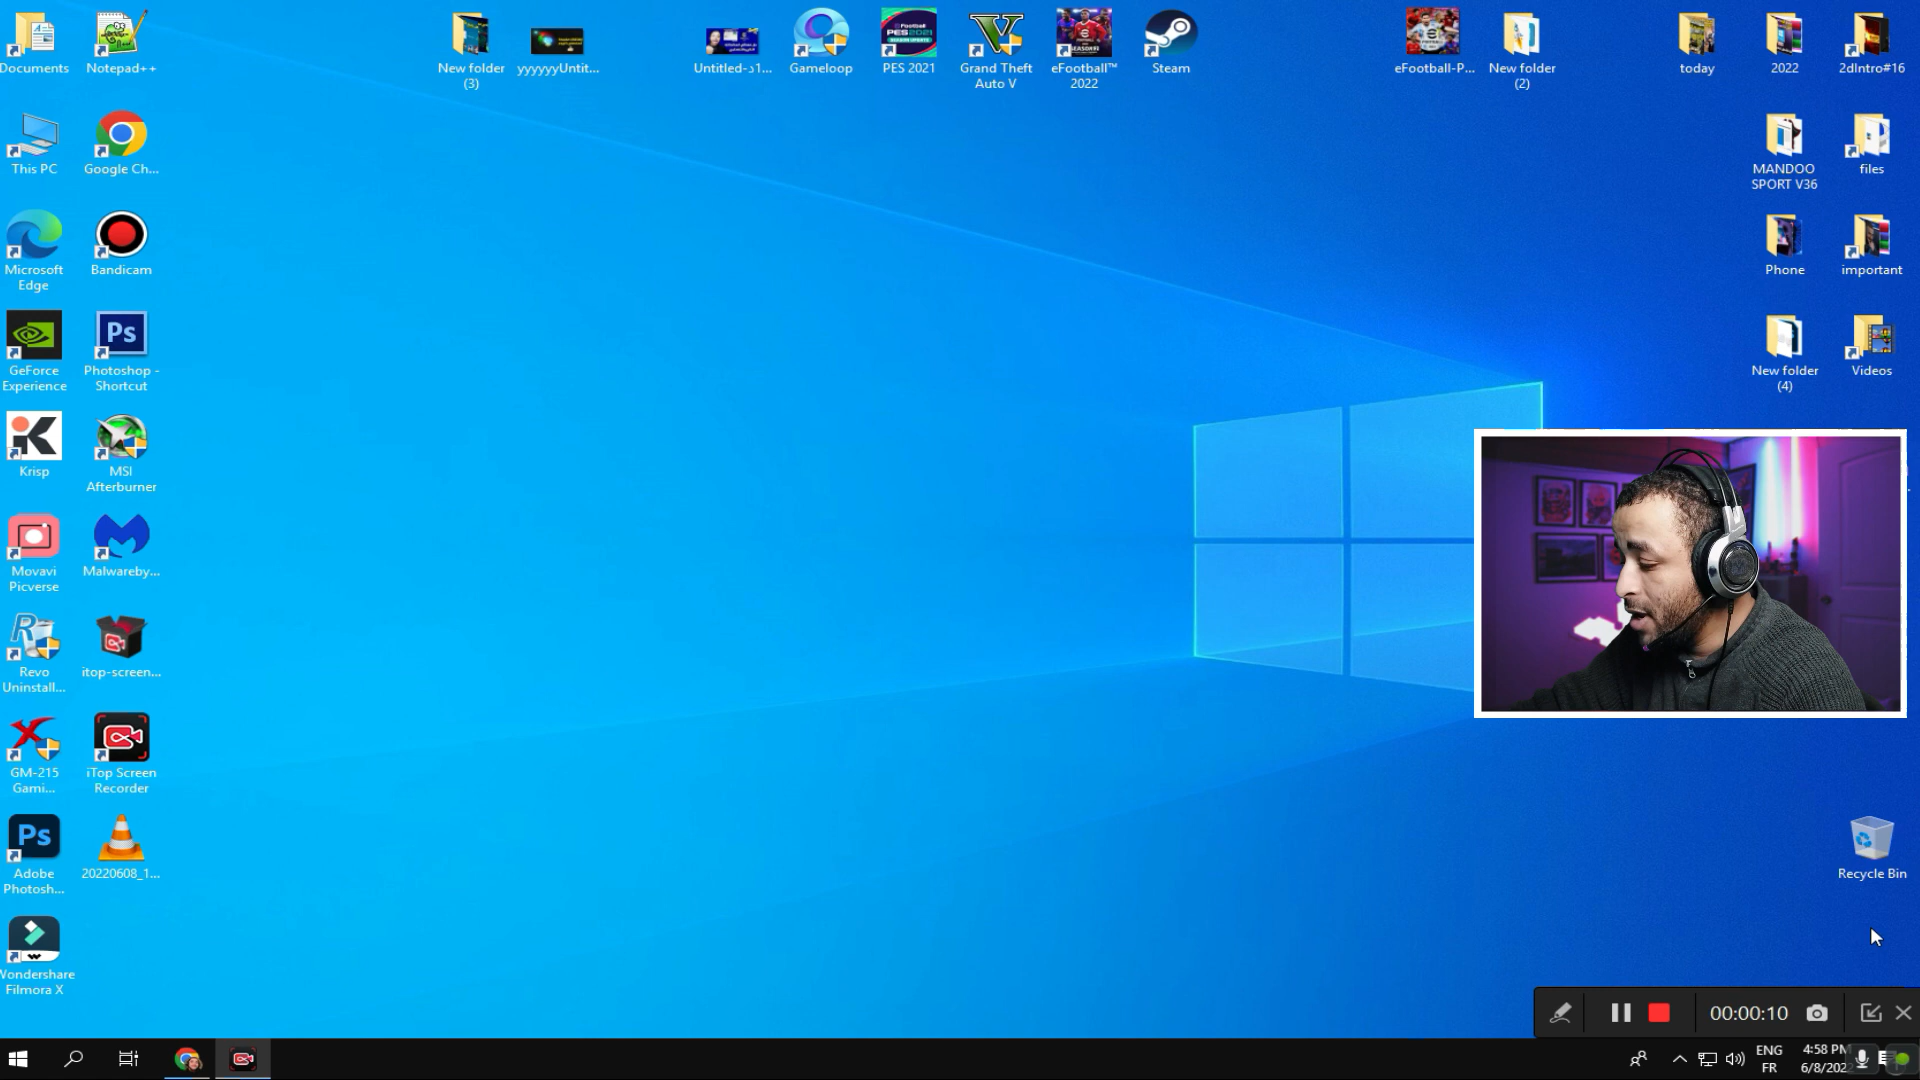 Documents
Notepad++
New folder
(3)
yyyyyyUntit...
Gameloop
PES 2021
Grand Theft
Auto V
eFootball™
2022
Steam
eFootball-P...
New folder
(2)
today
2022
2dIntro#16
This PC
Google Ch...
MANDOO
SPORT V36
files
Microsoft
Edge
Bandicam
Phone
important
GeForce
Experience
Photoshop -
Shortcut
New folder
(4)
Videos
Krisp
MSI
Afterburner
Movavi
Picverse
Malwareby...
Revo
Uninstall...
itop-screen...
GM-215
Gami...
iTop Screen
Recorder
Adobe
Photosh...
20220608_1...
Recycle Bin
Wondershare
Filmora X
00:00:10
ENG
FR
4:58 PM